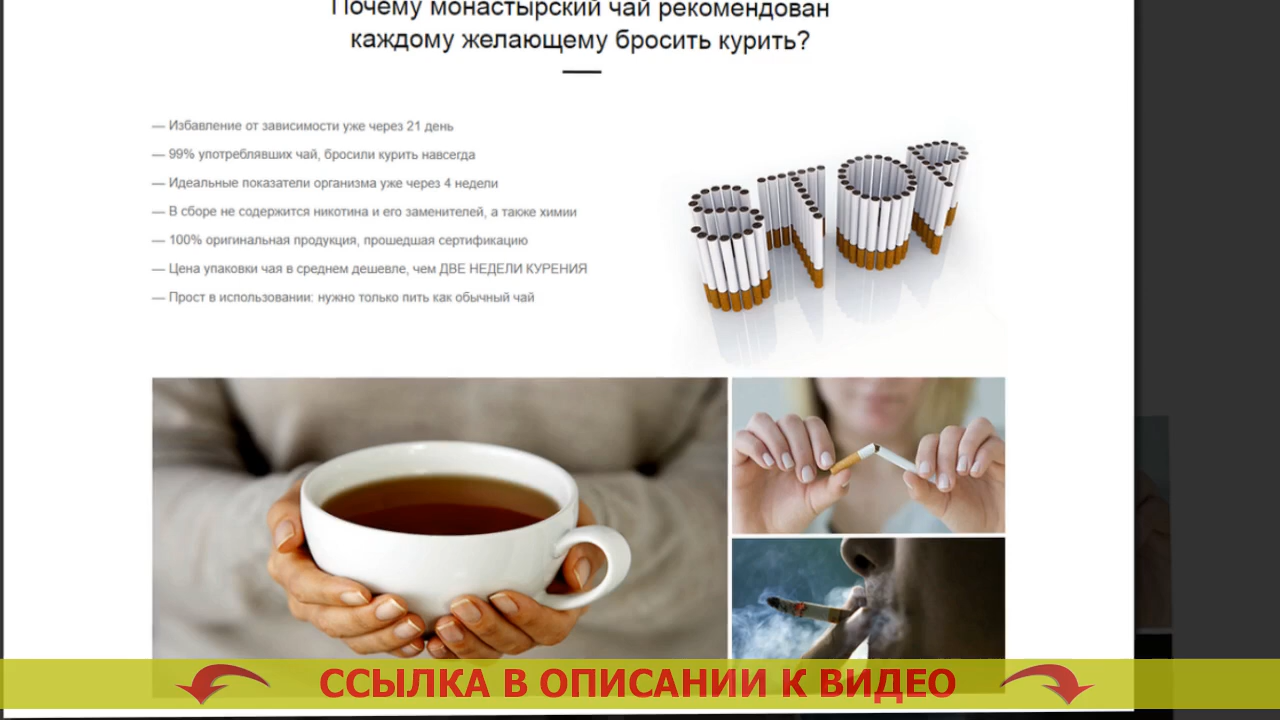 Почему монастырский чай рекомендован
каждому желающему бросить курить?
— Избавление от зависимости уже через 21 день
— 99% употреблявших чай, бросили курить навсегда
— Идеальные показатели организма уже через 4 недели
— В сборе не содержится никотина и его заменителей, а также химии
— 100% оригинальная продукция, прошедшая сертификацию
— Цена упаковки чая в среднем дешевле, чем ДВЕ НЕДЕЛИ КУРЕНИЯ
— Прост в использовании: нужно только пить как обычный чай
STOP
ССЫЛКА В ОПИСАНИИ К ВИДЕО